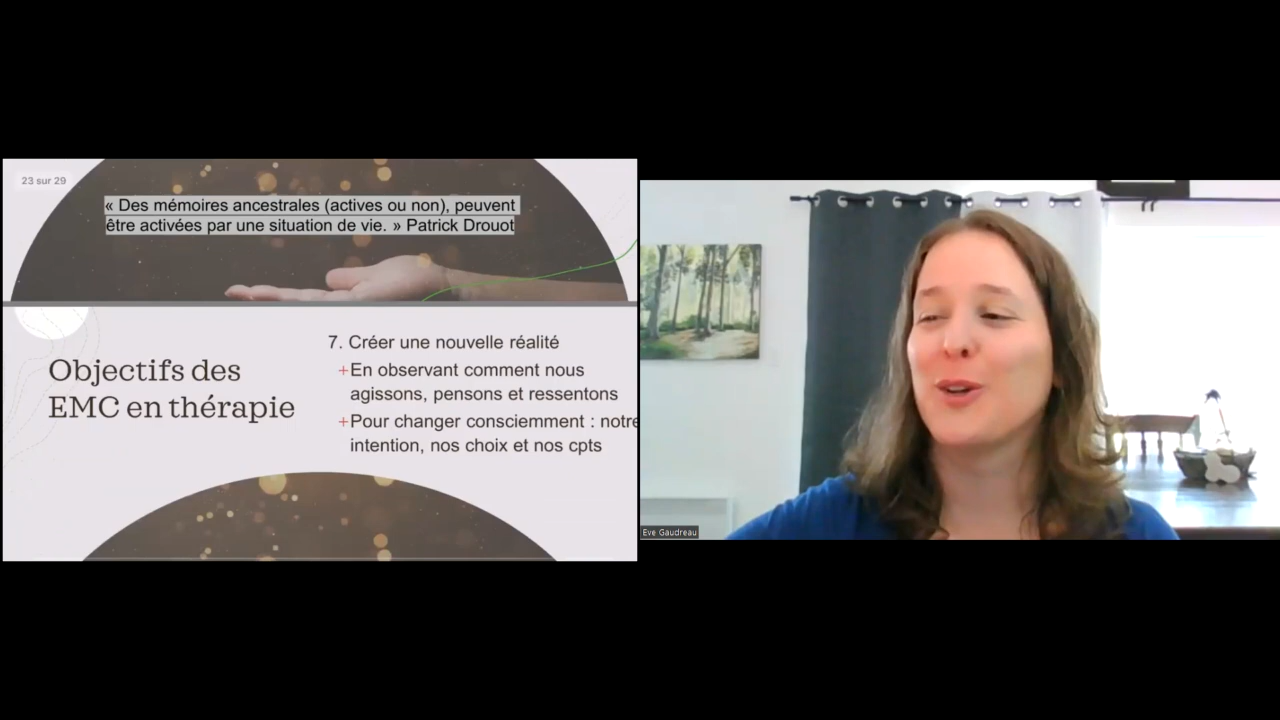 23 sur 29
« Des mémoires ancestrales (actives ou non), peuvent
être activées par une situation de vie. » Patrick Drouot
Objectifs des
EMC en thérapie
7. Créer une nouvelle réalité
+En observant comment nous
agissons, pensons et ressentons
+Pour changer consciemment : notre
intention, nos choix et nos cpts
Eve Gaudreau